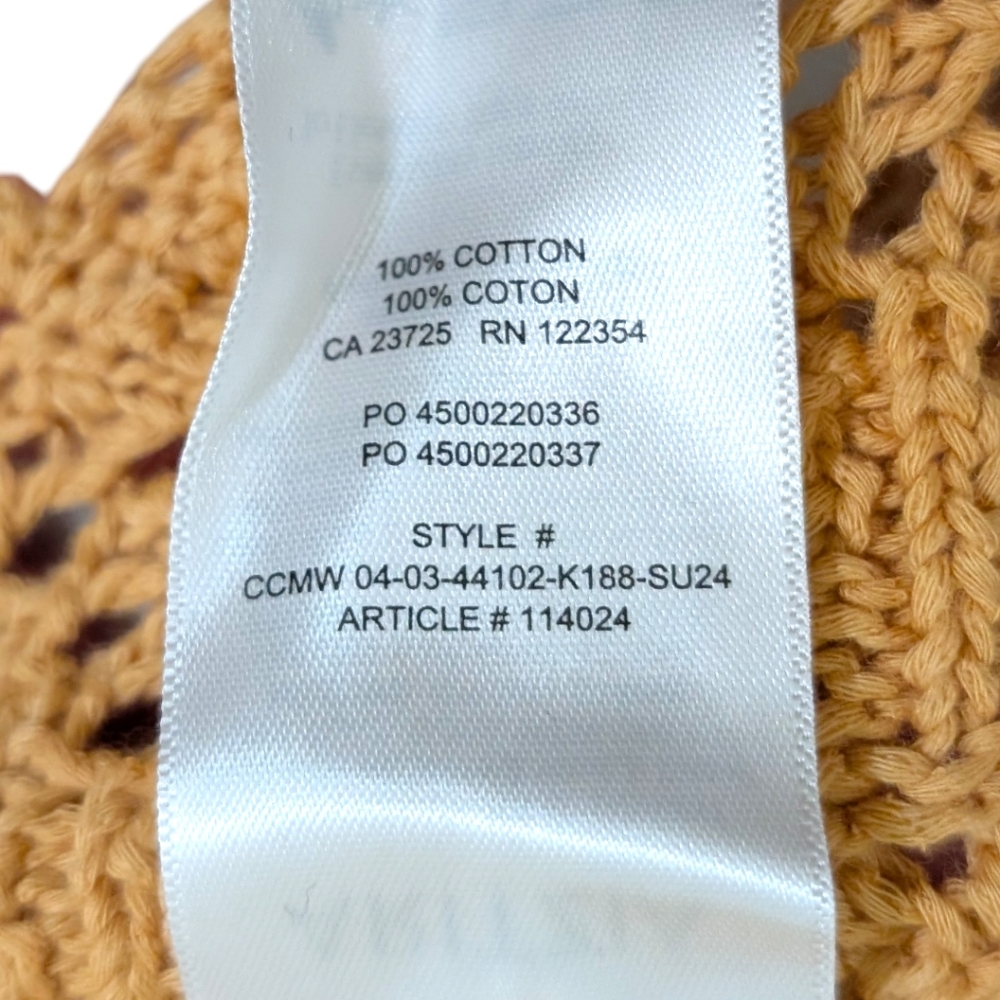 100% COTTON
100% COTON
CA 23725 RN 122354
PO 4500220336
PO 4500220337
STYLE #
CCMW 04-03-44102-K188-SU24
ARTICLE # 114024